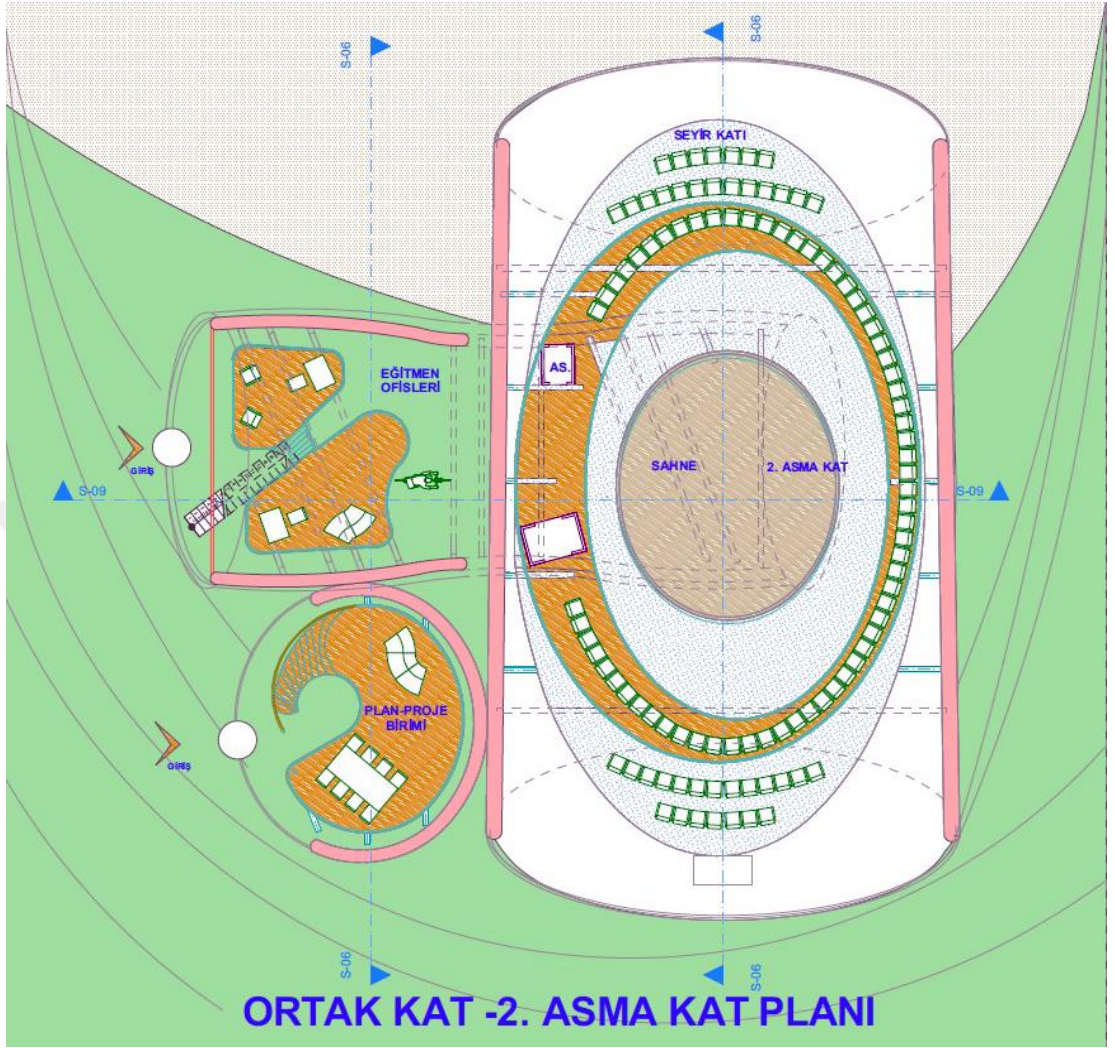 S-06
S-06
SEYİR KATI
EĞİTMEN
OFİSLERİ
AS.
GİRİŞ
SAHNE
2. ASMA KAT
S-09
S-09
PLAN-PROJE
BİRİMİ
GİRİŞ
S-06
S-06
ORTAK KAT -2. ASMA KAT PLANI